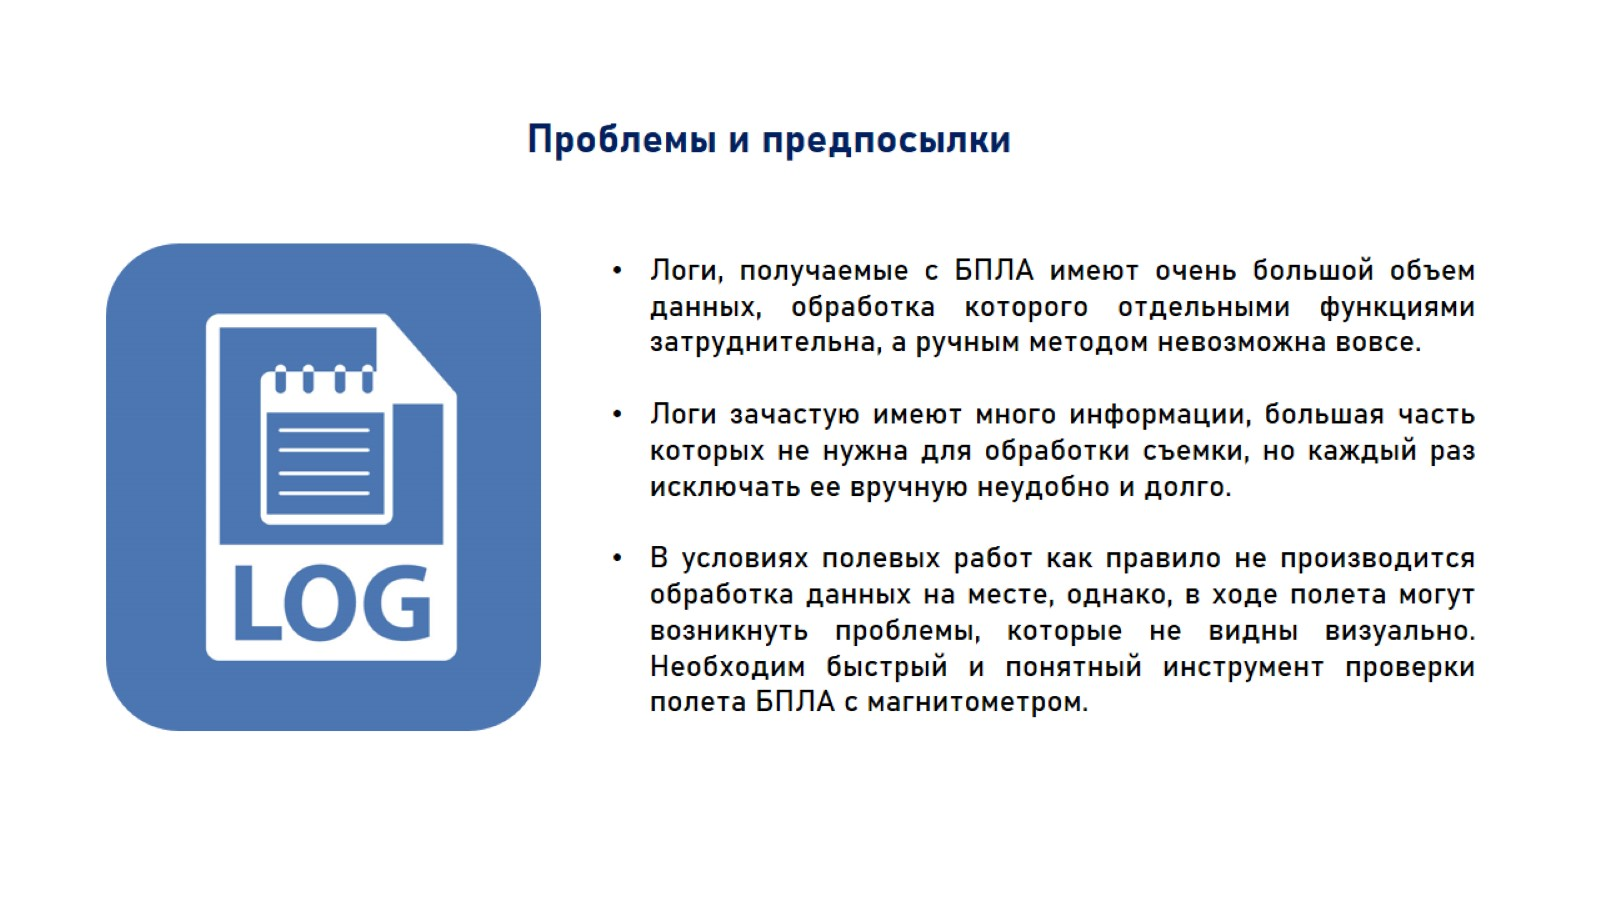 Проблемы и предпосылки
LOG
• Логи, получаемые с БПЛА имеют очень большой объем
данных, обработка которого отдельными функциями
затруднительна, а ручным методом невозможна вовсе.
• Логи зачастую имеют много информации, большая часть
которых не нужна для обработки съемки, но каждый раз
исключать ее вручную неудобно и долго.
• В условиях полевых работ как правило не производится
обработка данных на месте, однако, в ходе полета могут
возникнуть проблемы, которые не видны визуально.
Необходим быстрый и понятный инструмент проверки
полета БПЛА с магнитометром.